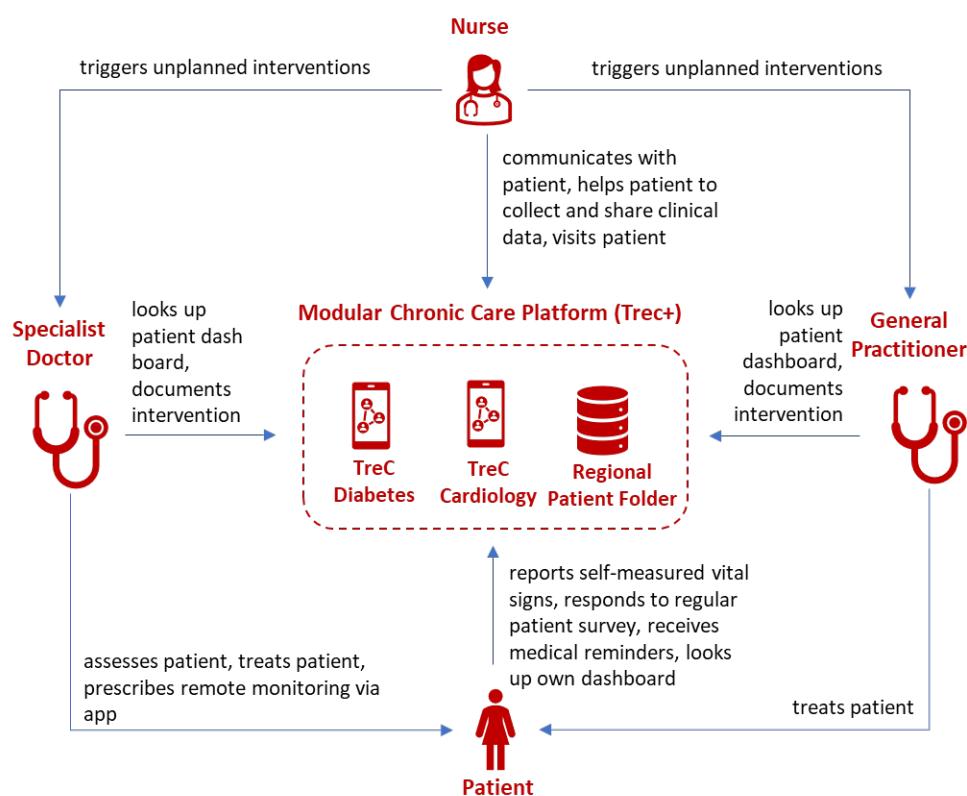 Nurse
triggers unplanned interventions
triggers unplanned interventions
communicates with
patient, helps patient to
collect and share clinical
data, visits patient
Specialist
Doctor
looks up
patient dash
board,
documents
intervention
Modular Chronic Care Platform (Trec+)
looks up
patient
dashboard,
documents
intervention
General
Practitioner
TreC
Diabetes
TreC
Cardiology
Regional
Patient Folder
reports self-measured vital
signs, responds to regular
patient survey, receives
medical reminders, looks
up own dashboard
assesses patient, treats patient,
prescribes remote monitoring via
app
treats patient
Patient